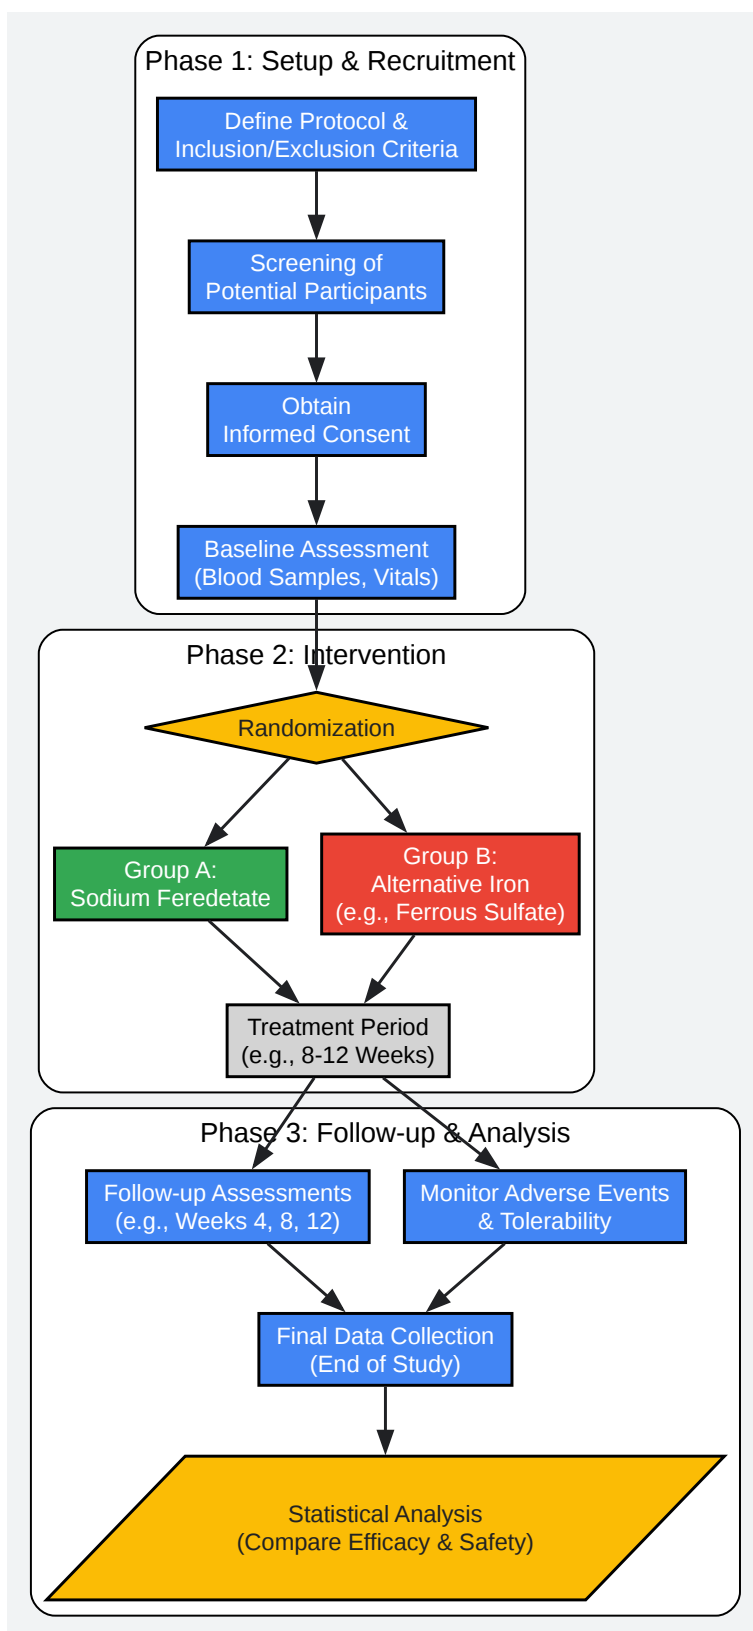 Phase 1: Setup & Recruitment
Define Protocol &
Inclusion/Exclusion Criteria
Screening of
Potential Participants
Obtain
Informed Consent
Baseline Assessment
(Blood Samples, Vitals)
Phase 2: Intervention
Randomization
Group A:
Sodium Feredetate
Group B:
Alternative Iron
(e.g., Ferrous Sulfate)
Treatment Period
(e.g., 8-12 Weeks)
Phase 3: Follow-up & Analysis
Follow-up Assessments
(e.g., Weeks 4, 8, 12)
Monitor Adverse Events
& Tolerability
Final Data Collection
(End of Study)
Statistical Analysis
(Compare Efficacy & Safety)